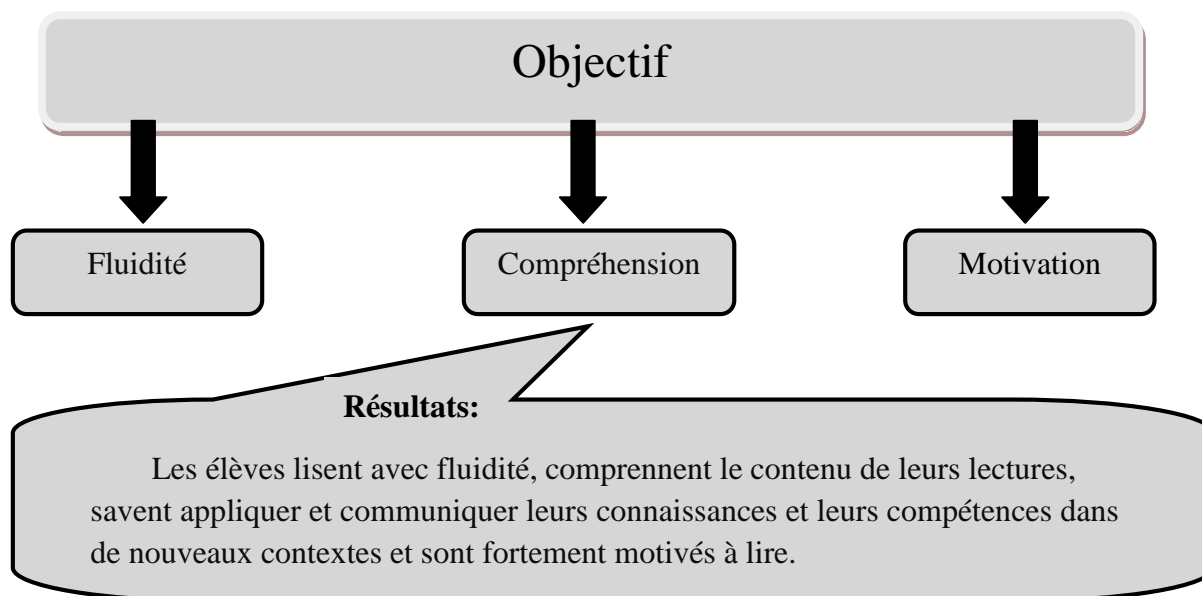 Objectif
Fluidité
Compréhension
Motivation
Résultats:
Les élèves lisent avec fluidité, comprennent le contenu de leurs lectures,
savent appliquer et communiquer leurs connaissances et leurs compétences dans
de nouveaux contextes et sont fortement motivés à lire.